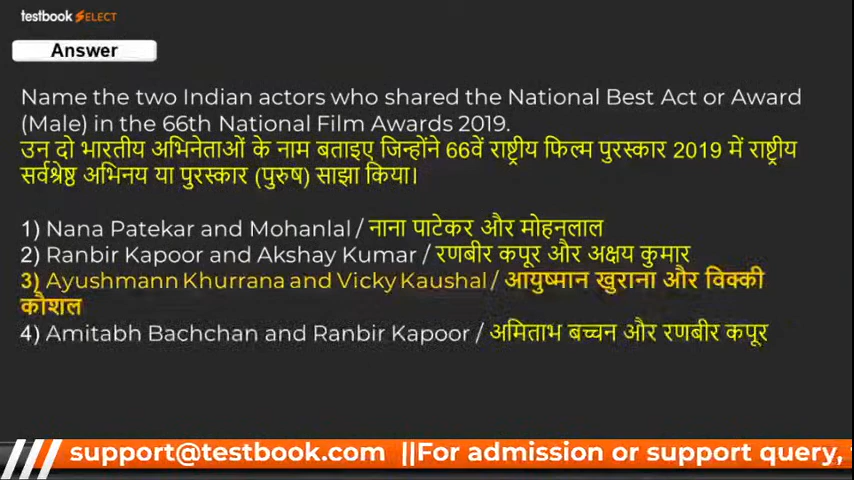 testbook SELECT
Answer
Name the two Indian actors who shared the National Best Act or Award
(Male) in the 66th National Film Awards 2019.
उन दो भारतीय अभिनेताओं के नाम बताइए जिन्होंने 66वें राष्ट्रीय फिल्म पुरस्कार 2019 में राष्ट्रीय
सर्वश्रेष्ठ अभिनय या पुरस्कार (पुरुष) साझा किया।
1) Nana Patekar and Mohanlal / नाना पाटेकर और मोहनलाल
2) Ranbir Kapoor and Akshay Kumar / रणबीर कपूर और अक्षय कुमार
3) Ayushmann Khurrana and Vicky Kaushal / आयुष्मान खुराना और विक्की
कौशल
4) Amitabh Bachchan and Ranbir Kapoor / अमिताभ बच्चन और रणबीर कपूर
support@testbook.com ||For admission or support query,